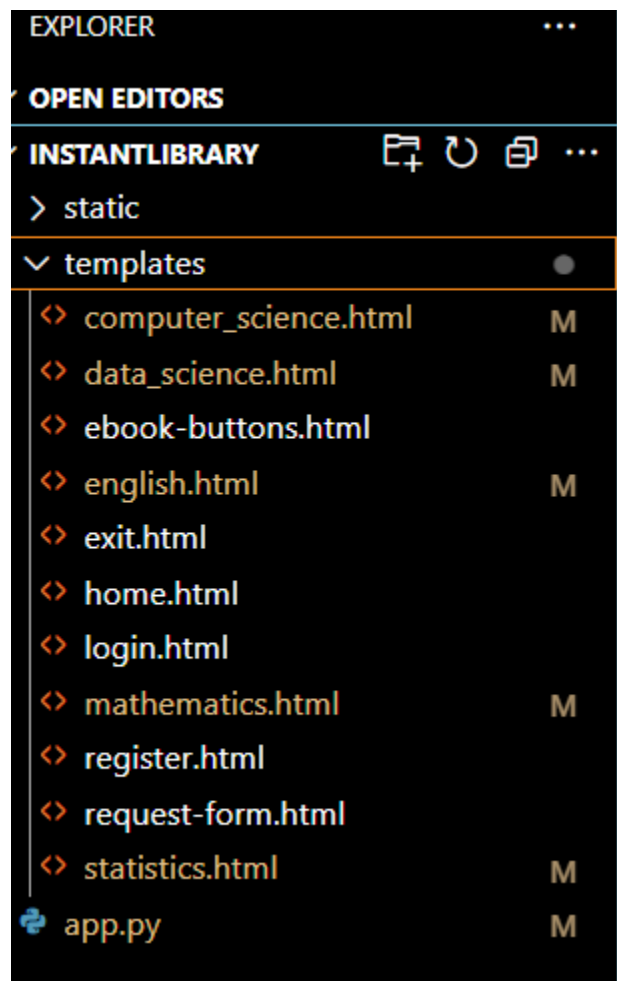 EXPLORER
OPEN EDITORS
INSTANTLIBRARY
static
templates
computer_science.html M
data_science.html M
ebook-buttons.html
english.html M
exit.html
home.html
login.html
mathematics.html M
register.html
request-form.html
statistics.html M
app.py M